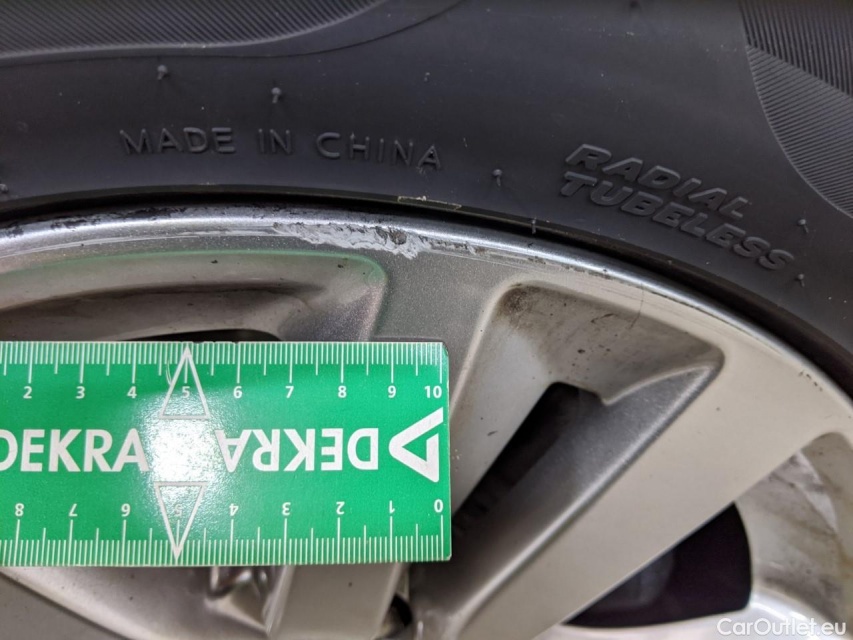 MADE IN CHINA
RADIAL
TUBELESS
2 3 4 5 6 7 8 9 10
DEKRA DEKRA
8 7 6 5 4 3 2 1 0
CarOutlet.eu